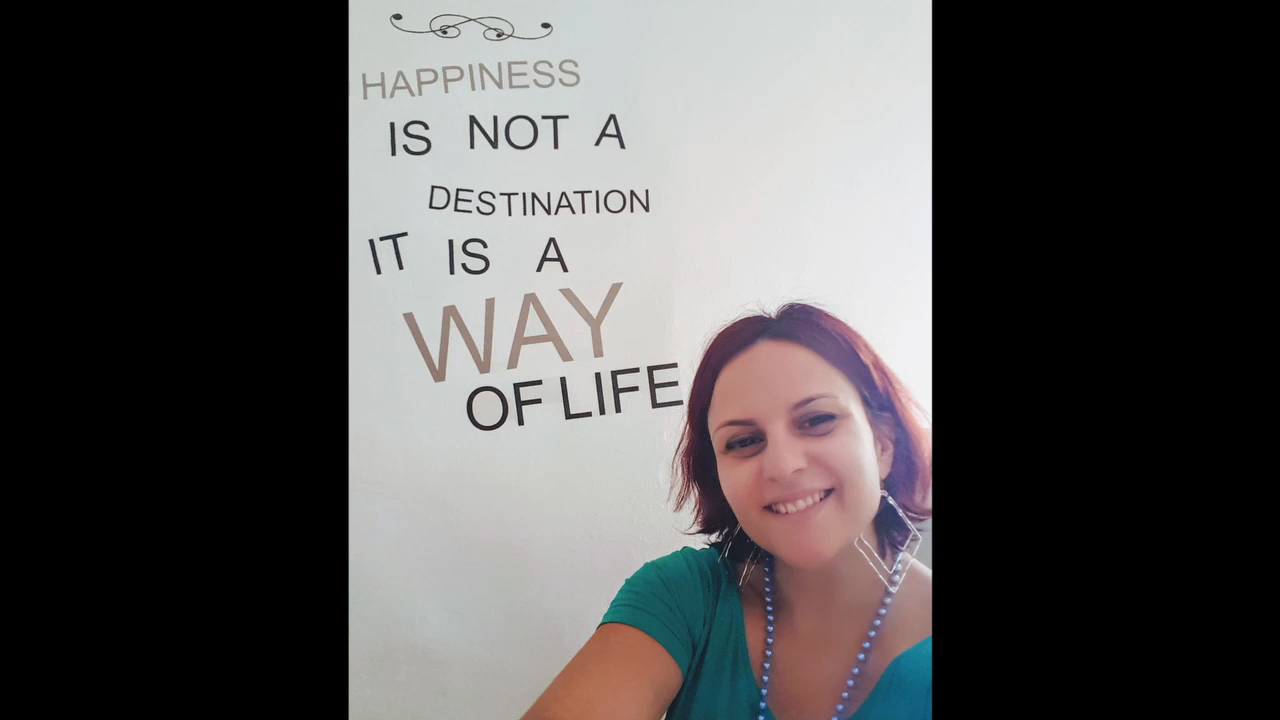 HAPPINESS
IS NOT A
DESTINATION
IT IS A
WAY
OF LIFE